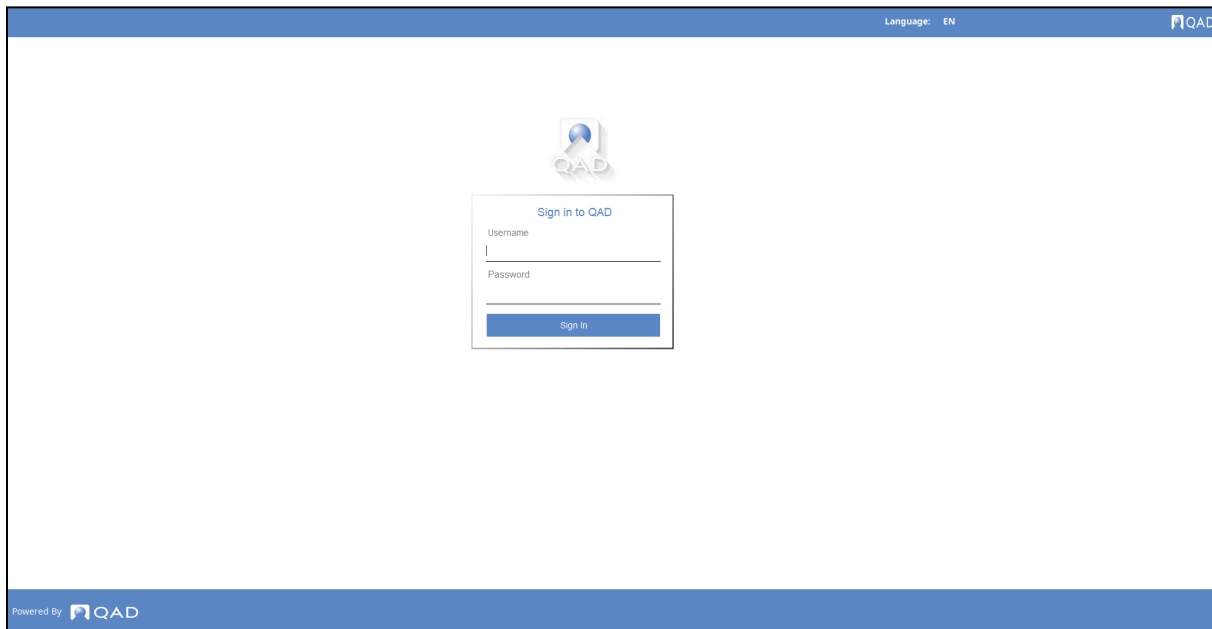 Language: EN
QAD
QAD
Sign in to QAD
Username
Password
Sign In
Powered By QAD